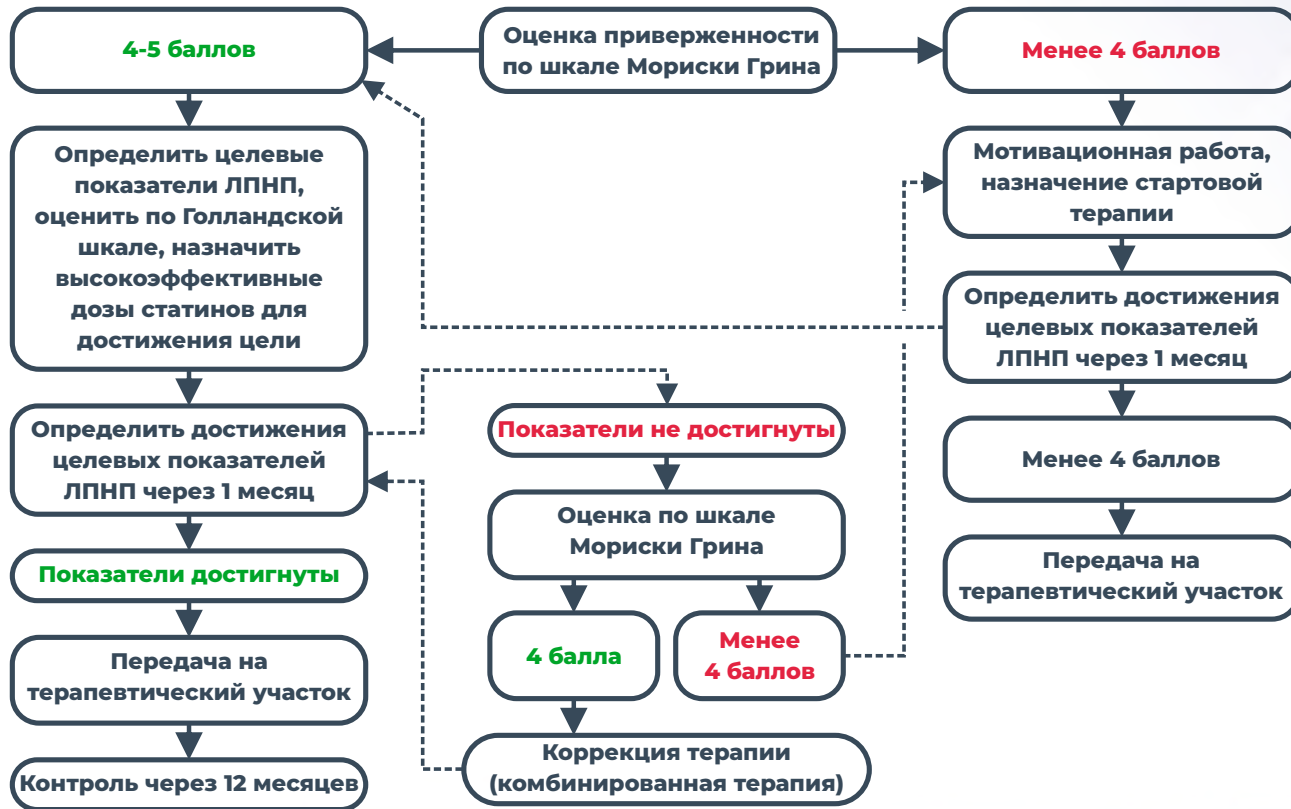 4-5 баллов
Оценка приверженности
по шкале Мориски Грина
Менее 4 баллов
Определить целевые
показатели ЛПНП,
оценить по Голландской
шкале, назначить
высокоэффективные
дозы статинов для
достижения цели
Мотивационная работа,
назначение стартовой
терапии
Определить достижения
целевых показателей
ЛПНП через 1 месяц
Определить достижения
целевых показателей
ЛПНП через 1 месяц
Показатели не достигнуты
Менее 4 баллов
Оценка по шкале
Мориски Грина
Показатели достигнуты
Передача на
терапевтический участок
4 балла
Менее
4 баллов
Передача на
терапевтический участок
Коррекция терапии
(комбинированная терапия)
Контроль через 12 месяцев